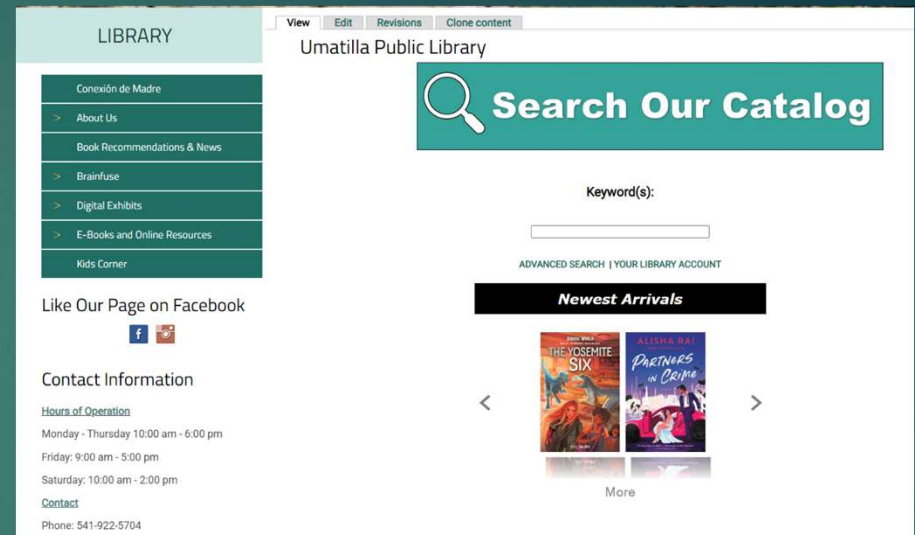 LIBRARY
Conexión de Madre
> About Us
Book Recommendations & News
> Brainfuse
> Digital Exhibits
> E-Books and Online Resources
Kids Corner
Like Our Page on Facebook
f
Contact Information
Hours of Operation
Monday - Thursday 10:00 am - 6:00 pm
Friday: 9:00 am - 5:00 pm
Saturday: 10:00 am - 2:00 pm
Contact
Phone: 541-922-5704
View Edit Revisions Clone content
Umatilla Public Library
Search Our Catalog
Keyword(s):
ADVANCED SEARCH | YOUR LIBRARY ACCOUNT
Newest Arrivals
THE YOSEMITE
SIX
ALISHA RAI
PARTNERS
IN CRIME
< >
More